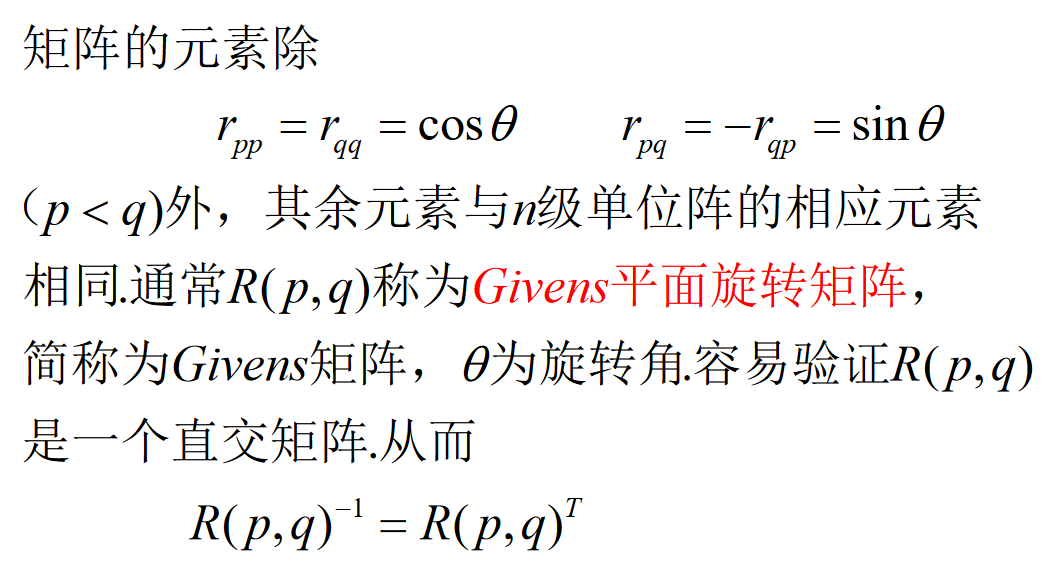 矩阵的元素除
r_{pp} = r_{qq} = cos θ r_{pq} = −r_{qp} = sin θ
（p < q)外，其余元素与n级单位阵的相应元素
相同.通常R(p,q)称为Givens平面旋转矩阵，
简称为Givens矩阵，θ为旋转角.容易验证R(p,q)
是一个直交矩阵.从而
R(p,q)^{−1} = R(p,q)^{T}